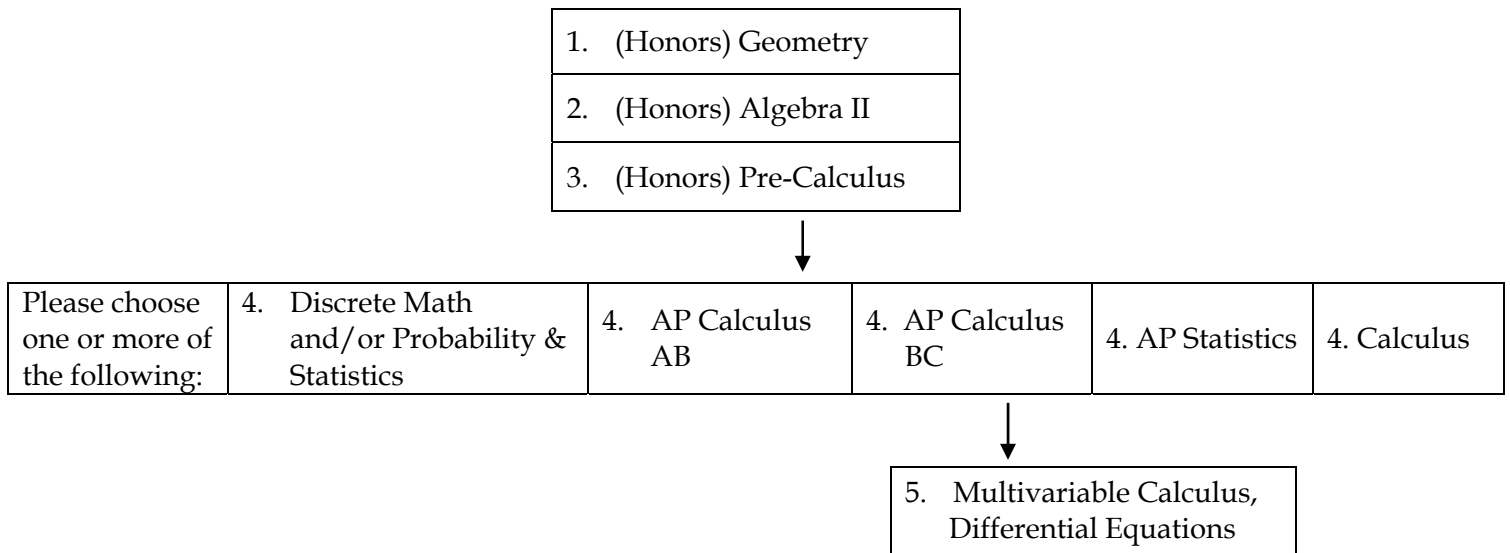 1. (Honors) Geometry
2. (Honors) Algebra II
3. (Honors) Pre-Calculus
Please choose
one or more of
the following:
4. Discrete Math
and/or Probability &
Statistics
4. AP Calculus
AB
4. AP Calculus
BC
4. AP Statistics
4. Calculus
5. Multivariable Calculus,
Differential Equations